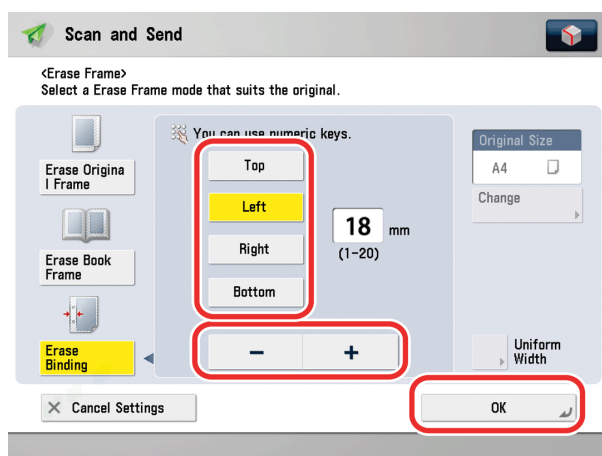 Scan and Send
<Erase Frame>
Select a Erase Frame mode that suits the original.
You can use numeric keys.
Erase Origina
l Frame
Erase Book
Frame
Erase
Binding
Top
Left
Right
Bottom
18 mm
(1-20)
- +
Original Size
A4
Change
Uniform
Width
× Cancel Settings
OK